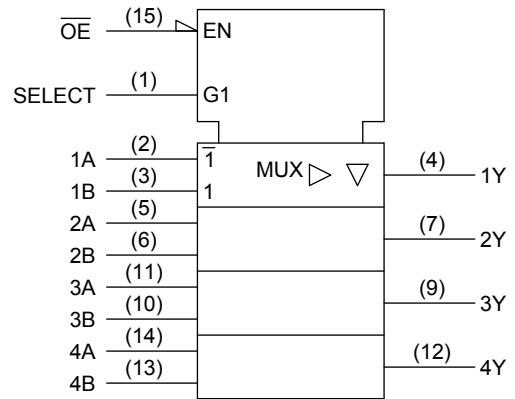 O̅E̅ (15) EN
SELECT (1) G1
1A (2) 1̅ MUX (4) 1Y
1B (3) 1
2A (5) (7) 2Y
2B (6)
3A (11) (9) 3Y
3B (10)
4A (14) (12) 4Y
4B (13)